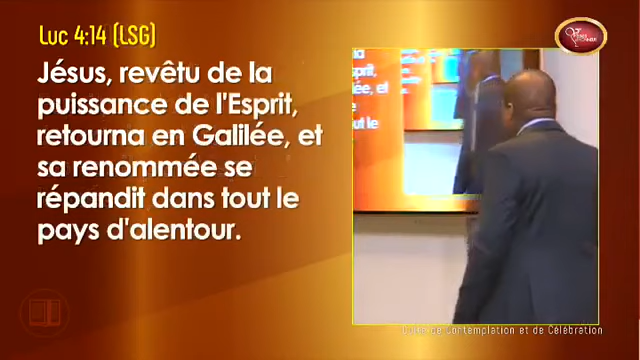 Luc 4:14 (LSG)
Jésus, revêtu de la
puissance de l'Esprit,
retourna en Galilée, et
sa renommée se
répandit dans tout le
pays d'alentour.
de Contemplation et de Célébration